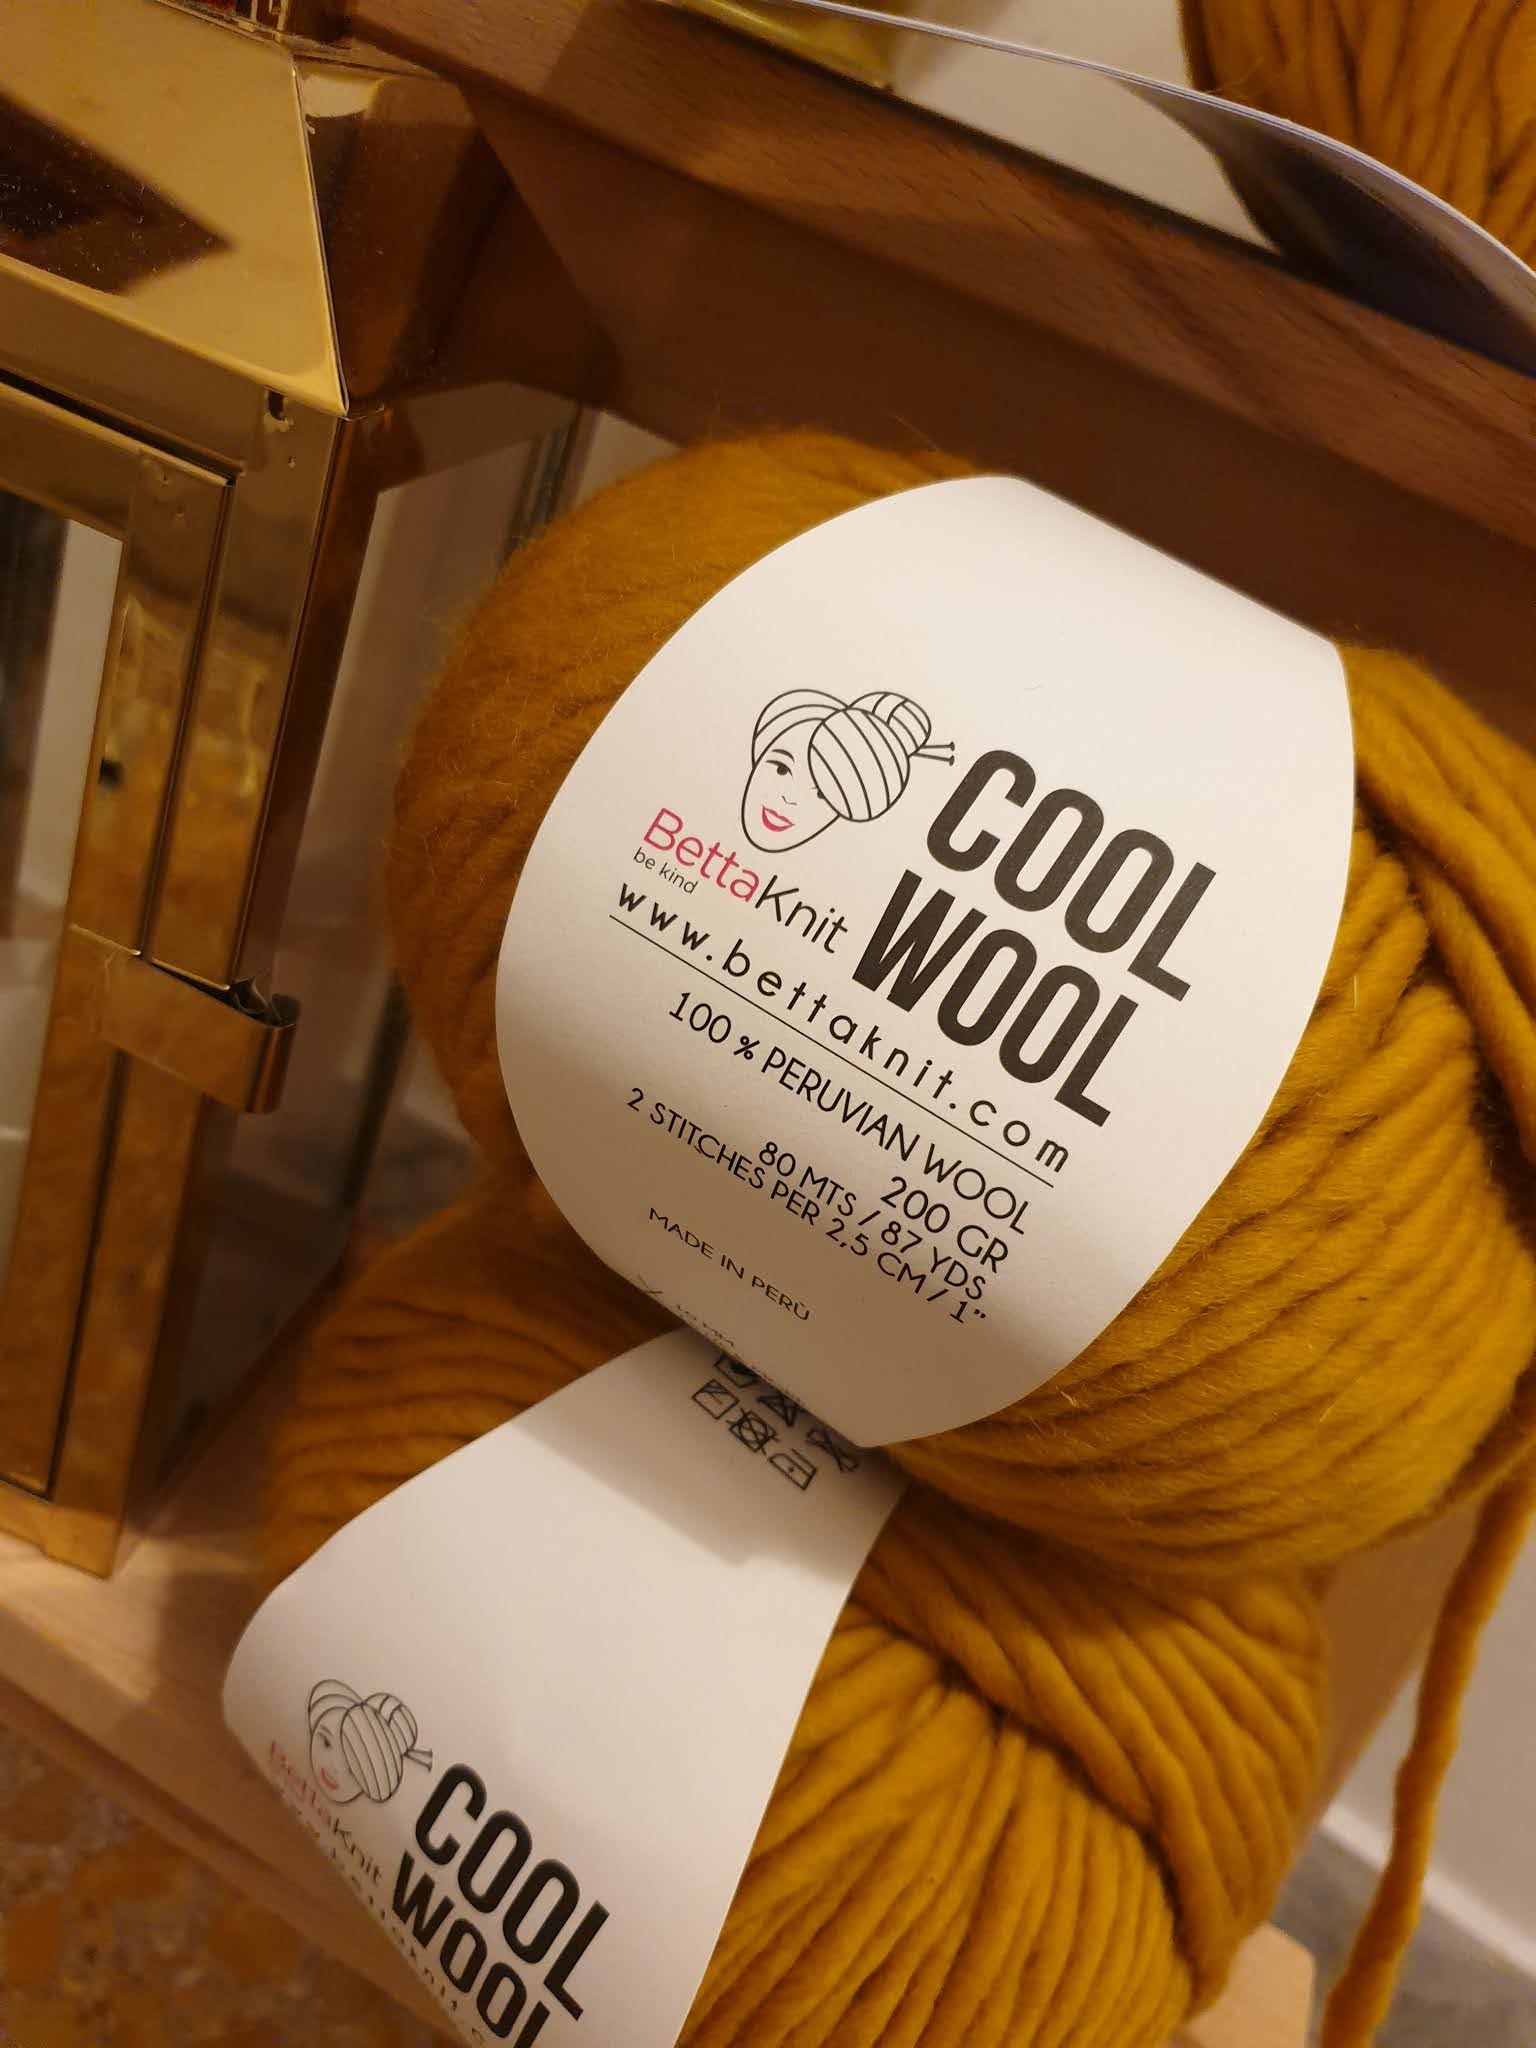 COOL
WOOL
BettaKnit
be kind
www.bettaknit.com
100 % PERUVIAN WOOL
200 GR
80 MTS / 87 YDS
2 STITCHES PER 2,5 CM / 1"
MADE IN PERÙ
BettaKnit
COOL
WOOL